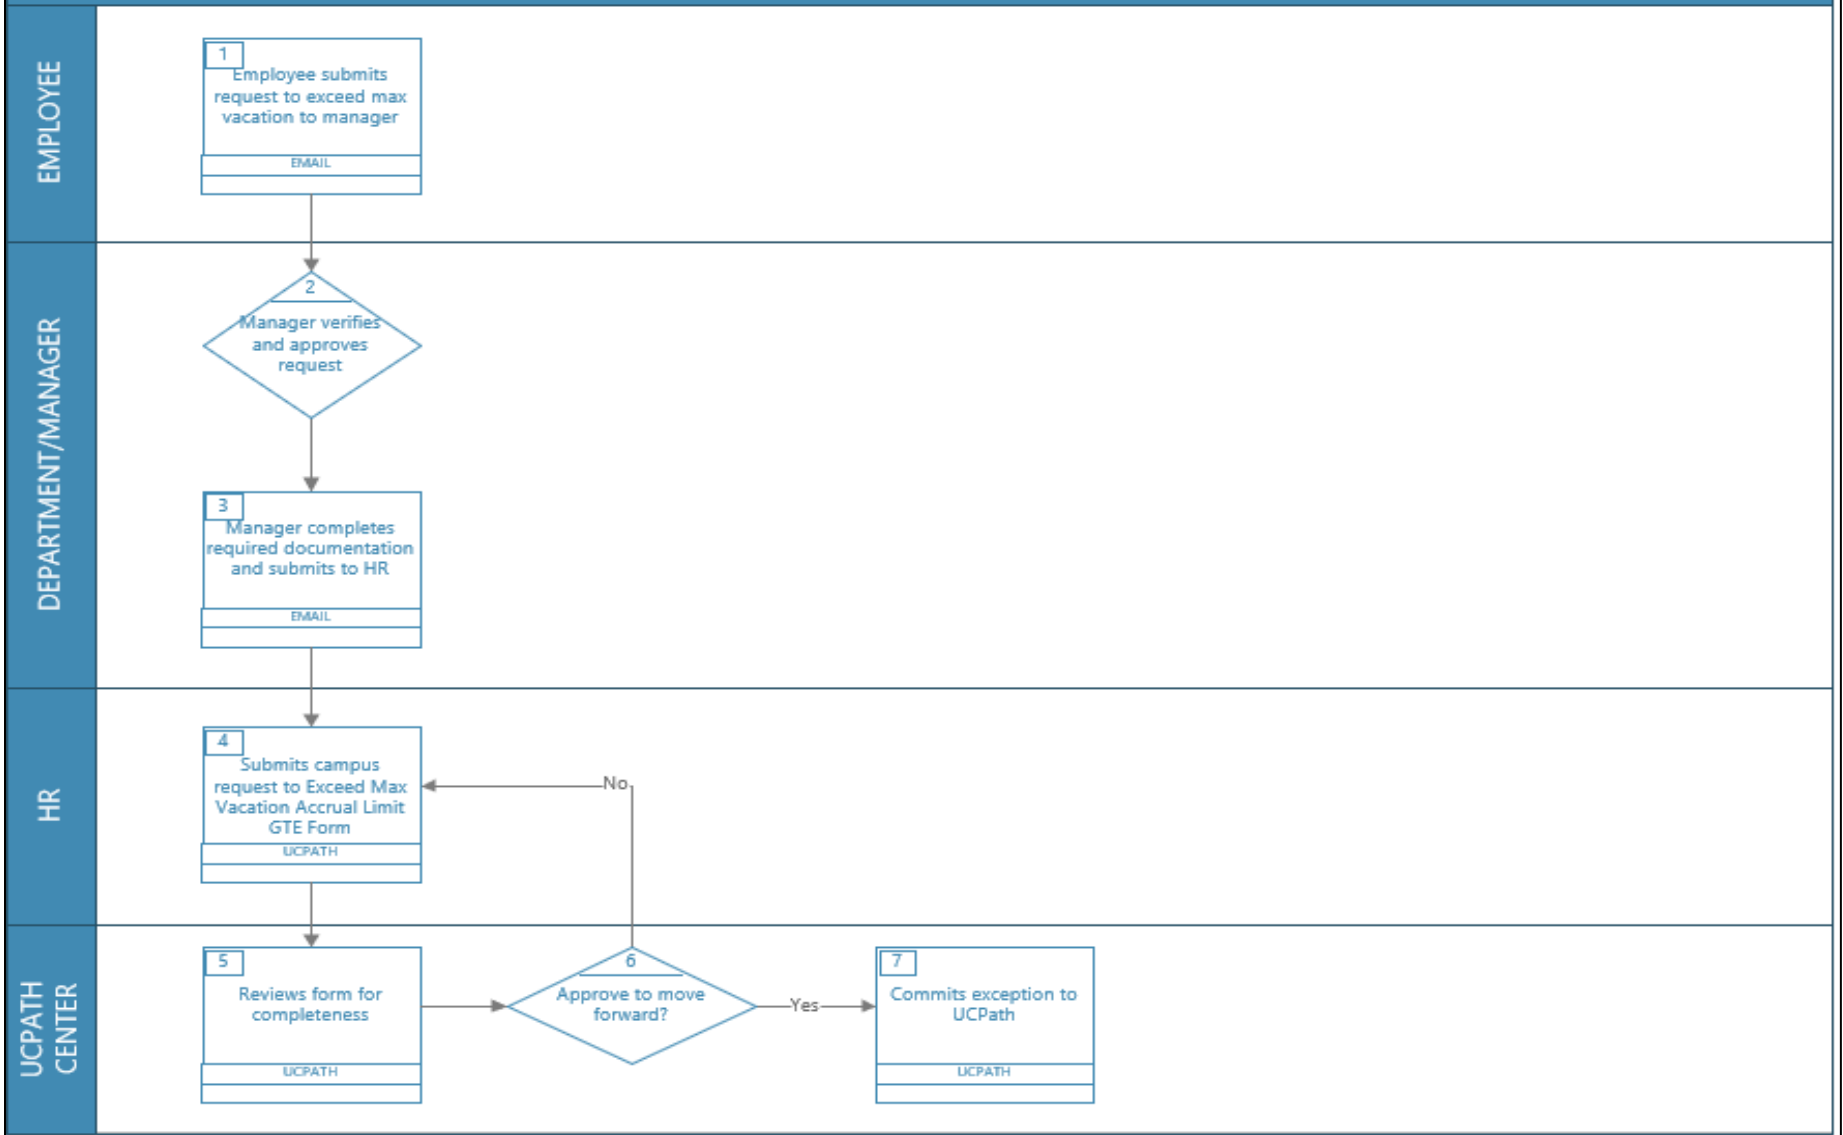 EMPLOYEE
1
Employee submits
request to exceed max
vacation to manager
EMAIL
DEPARTMENT/MANAGER
2
Manager verifies
and approves
request
3
Manager completes
required documentation
and submits to HR
EMAIL
HR
4
Submits campus
request to Exceed Max
Vacation Accrual Limit
GTE Form
UCPATH
No
UCPATH
CENTER
5
Reviews form for
completeness
UCPATH
6
Approve to move
forward?
Yes
7
Commits exception to
UCPath
UCPATH